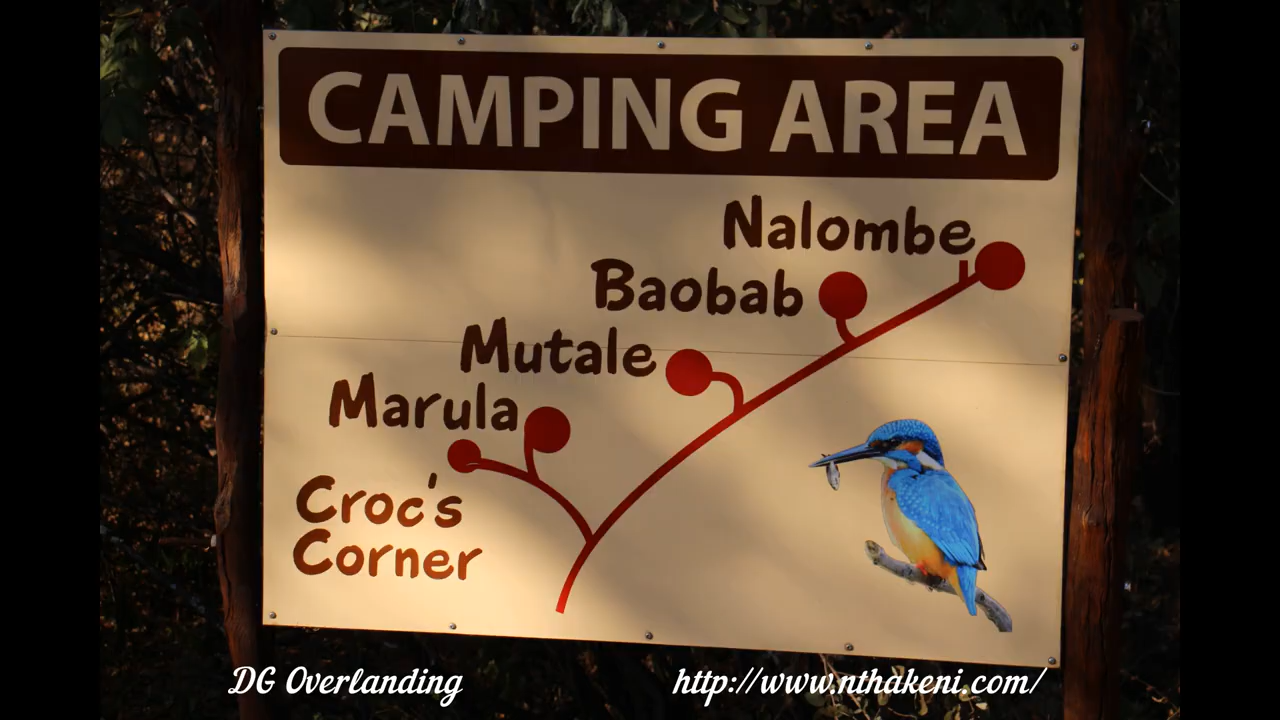 CAMPING AREA
Nalombe
Baobab
Mutale
Marula
Croc's
Corner
DG Overlanding
http://www.nthakeni.com/